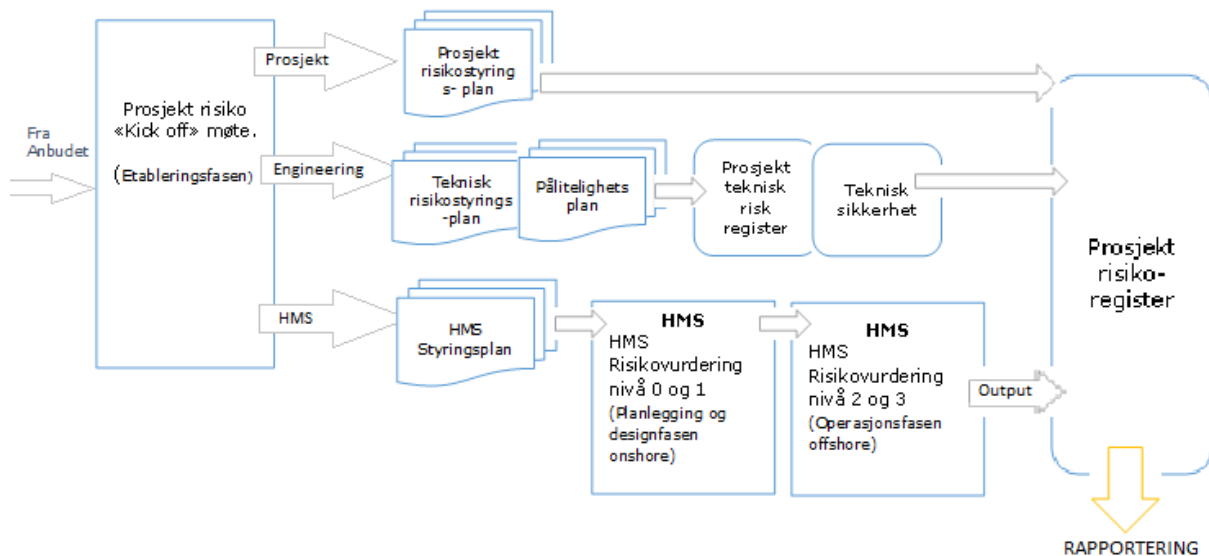 Fra
Anbudet
Prosjekt risiko
«Kick off» møte.
(Etableringsfasen)
Prosjekt
Prosjekt
risikostyring
s- plan
Engineering
Teknisk
risikostyrings
-plan
Pålitelighets
plan
Prosjekt
teknisk
risk
register
Teknisk
sikkerhet
HMS
HMS
Styringsplan
HMS
HMS
Risikovurdering
nivå 0 og 1
(Planlegging og
designfasen
onshore)
HMS
HMS
Risikovurdering
nivå 2 og 3
(Operasjonsfasen
offshore)
Output
Prosjekt
risiko-
register
RAPPORTERING